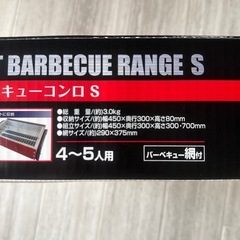 BARBECUE RANGE S
キューコンロ S
に収納
●総重量/(約)3.0kg
●収納サイズ/(約)幅450×奥行300×高さ80mm
●組立サイズ/(約)幅450×奥行300×高さ300・700mm
●網サイズ/(約)290×375mm
4〜5人用
バーベキュー網付